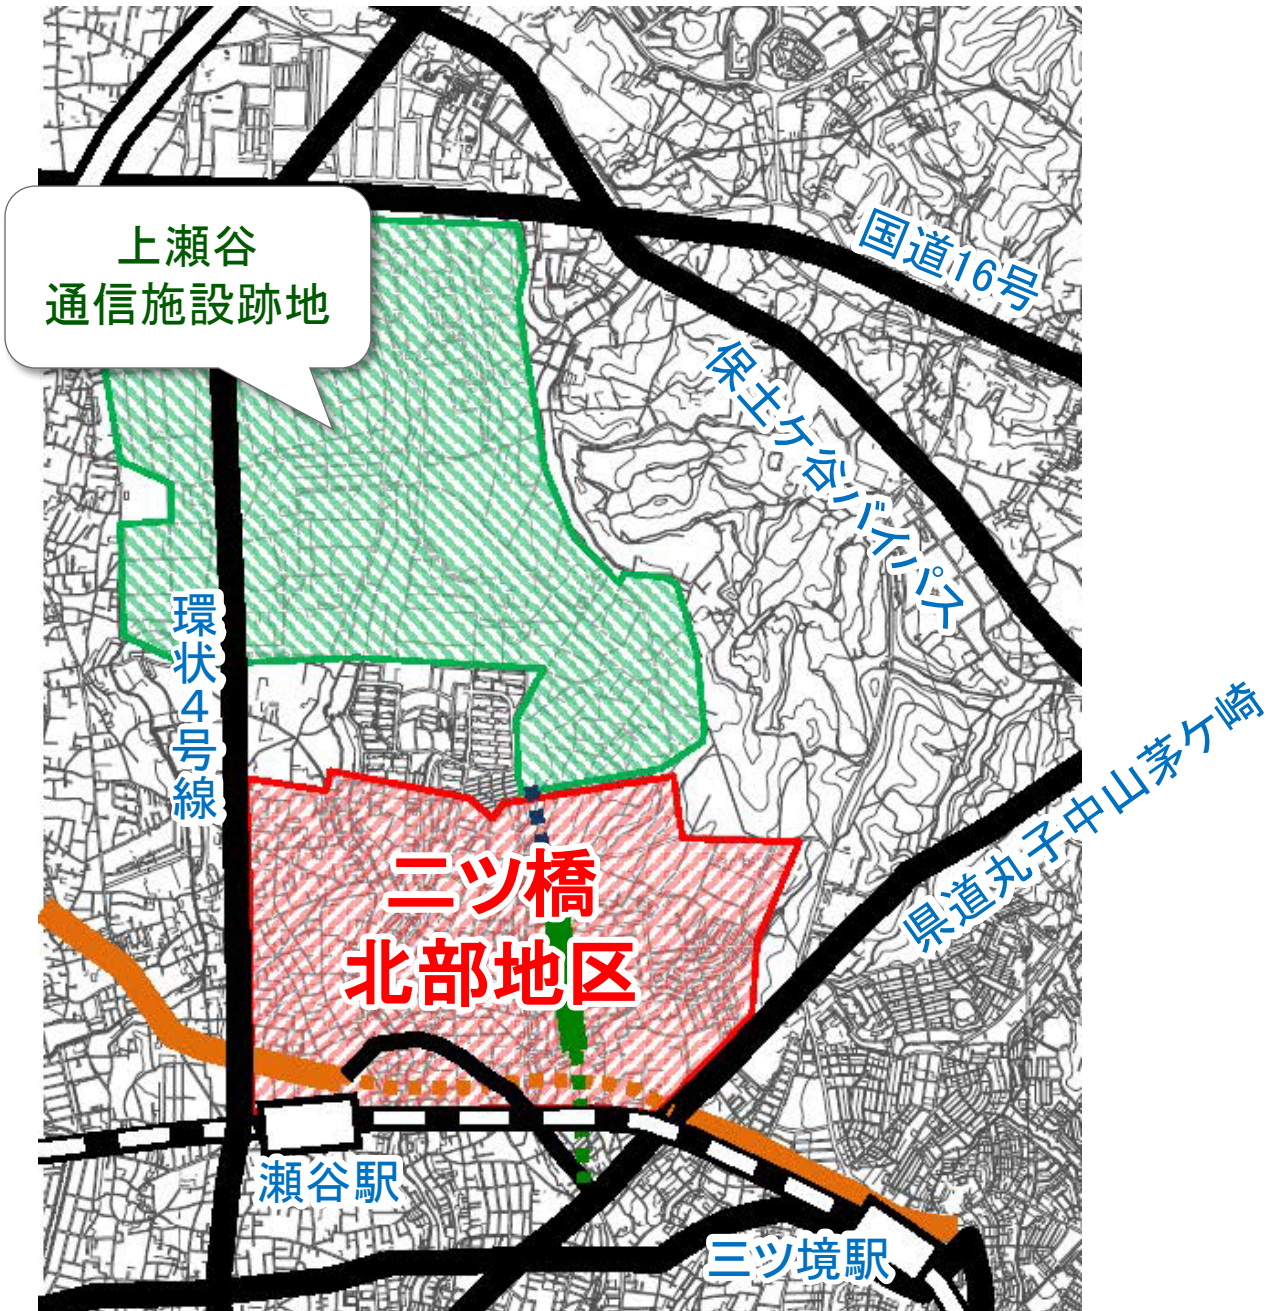 上瀬谷
通信施設跡地
国道16号
保土ケ谷バイパス
環状4号線
県道丸子中山茅ケ崎
二ツ橋
北部地区
瀬谷駅
三ツ境駅